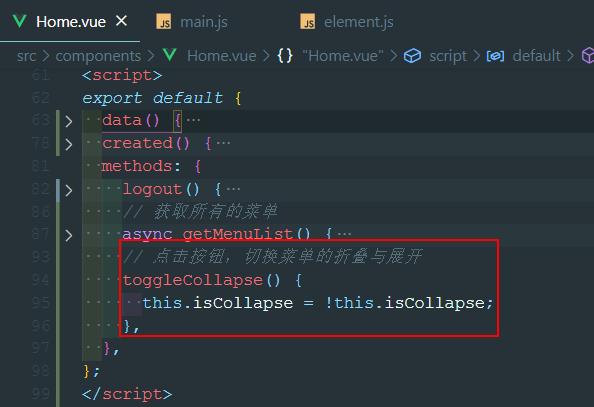 Home.vue
JS main.js
JS element.js
src > components > Home.vue > {} "Home.vue" > script > default >
61 <script>
62 export default {
63 data() { ···
78 created() { ···
81 methods: {
82 logout() { ···
86 // 获取所有的菜单
87 async getMenuList() { ···
93 // 点击按钮，切换菜单的折叠与展开
94 toggleCollapse() {
95 this.isCollapse = !this.isCollapse;
96 },
97 },
98 };
99 </script>